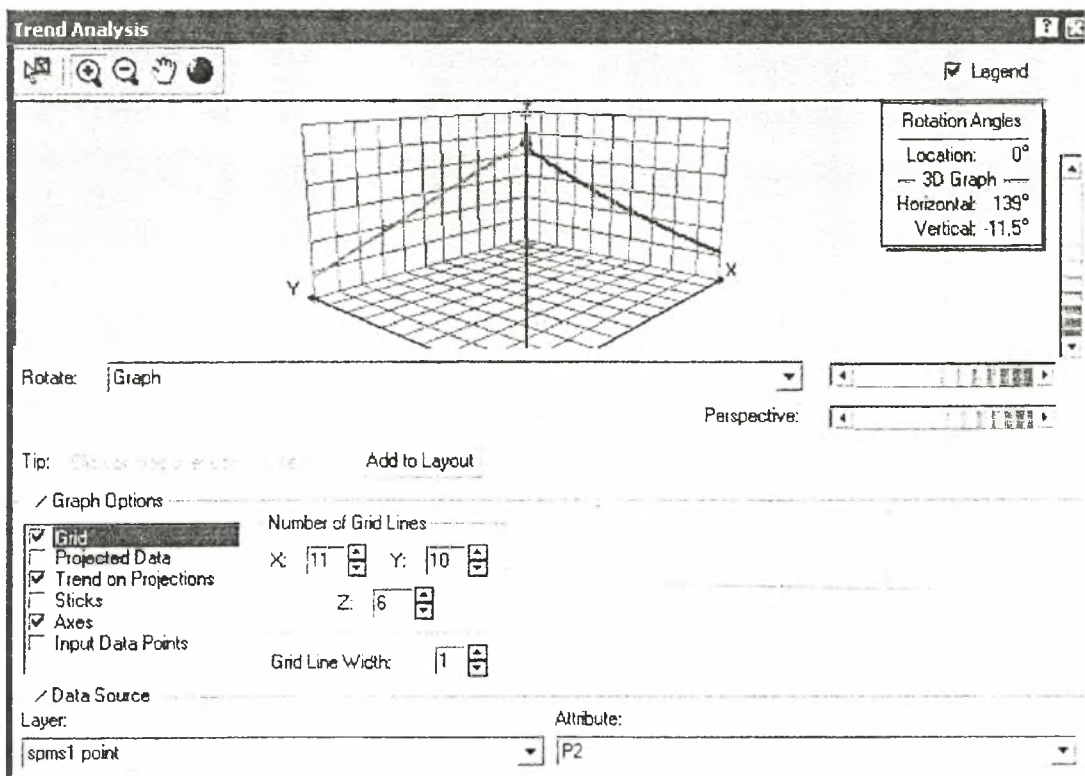 Trend Analysis
Legend
Rotation Angles
Location: 0°
--- 3D Graph ---
Horizontal: 139°
Vertical: -11,5°
Z
Y
X
Rotate: Graph
Perspective:
Tip: Add to Layout
Graph Options
Grid
Projected Data
Trend on Projections
Sticks
Axes
Input Data Points
Number of Grid Lines
X: 11 Y: 10
Z: 6
Grid Line Width: 1
Data Source
Layer: Attribute:
spms1 point P2